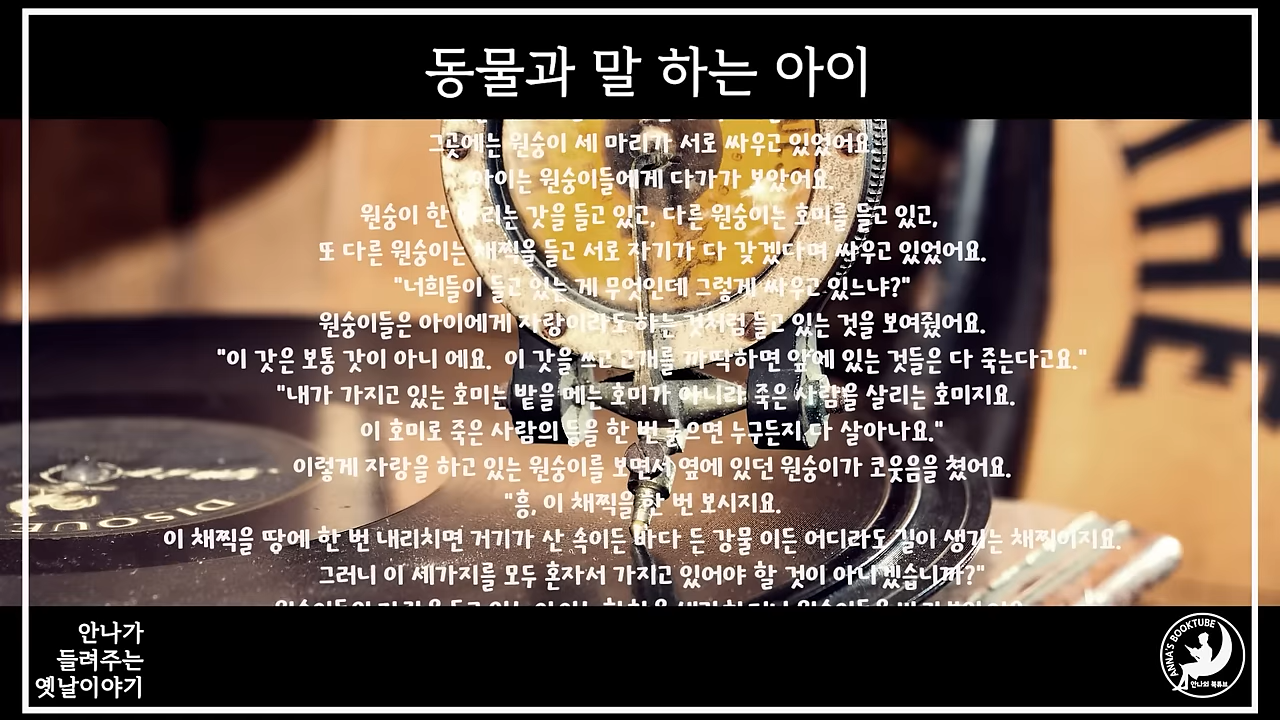 동물과 말 하는 아이
그곳에는 원숭이 세 마리가 서로 싸우고 있었어요.
아이는 원숭이들에게 다가가 보았어요.
원숭이 한 마리는 갓을 들고 있고, 다른 원숭이는 호미를 들고 있고,
또 다른 원숭이는 채찍을 들고 서로 자기가 다 갖겠다며 싸우고 있었어요.
"너희들이 들고 있는 게 무엇인데 그렇게 싸우고 있느냐?"
원숭이들은 아이에게 자랑이라도 하는 것처럼 들고 있는 것을 보여줬어요.
"이 갓은 보통 갓이 아니 에요. 이 갓을 쓰고 고개를 까딱하면 앞에 있는 것들은 다 죽는다고요."
"내가 가지고 있는 호미는 밭을 메는 호미가 아니라 죽은 사람을 살리는 호미지요.
이 호미로 죽은 사람의 등을 한 번 긁으면 누구든지 다 살아나요."
이렇게 자랑을 하고 있는 원숭이를 보면서 옆에 있던 원숭이가 코웃음을 쳤어요.
"흥, 이 채찍을 한 번 보시지요.
이 채찍을 땅에 한 번 내리치면 거기가 산 속이든 바다 든 강물 이든 어디라도 길이 생기는 채찍이지요.
그러니 이 세가지를 모두 혼자서 가지고 있어야 할 것이 아니겠습니까?"
THE
HE
DISQUE
안나가
들려주는
옛날이야기
ANNA'S BOOKTUBE
안나의 북튜브